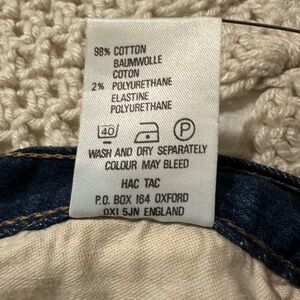 98% COTTON
BAUMWOLLE
COTON
2% POLYURETHANE
ELASTINE
POLYURETHANE
40 P
WASH AND DRY SEPARATELY
COLOUR MAY BLEED
HAC TAC
P.O. BOX 164 OXFORD
OX1 5JN ENGLAND